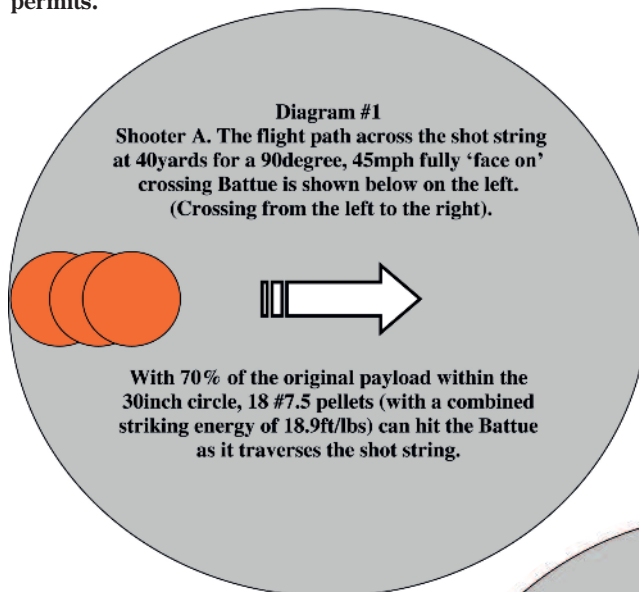 permits.
Diagram #1
Shooter A. The flight path across the shot string
at 40yards for a 90degree, 45mph fully ‘face on’
crossing Battue is shown below on the left.
(Crossing from the left to the right).
With 70% of the original payload within the
30inch circle, 18 #7.5 pellets (with a combined
striking energy of 18.9ft/lbs) can hit the Battue
as it traverses the shot string.